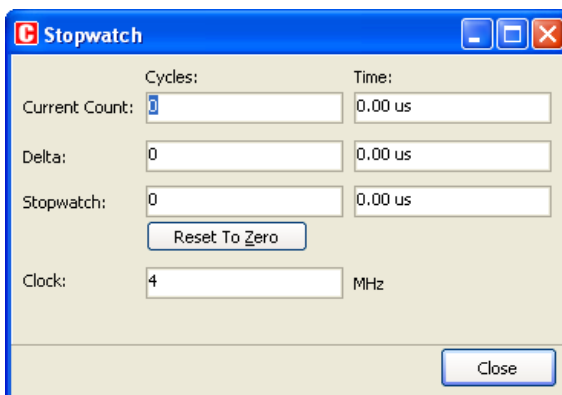 C Stopwatch
Cycles: Time:
Current Count: 0 0.00 us
Delta: 0 0.00 us
Stopwatch: 0 0.00 us
Reset To Zero
Clock: 4 MHz
Close